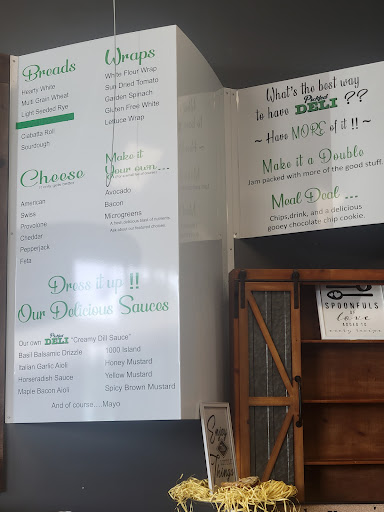 Breads
Hearty White
Multi Grain Wheat
Light Seeded Rye
Ciabatta Roll
Sourdough
Wraps
White Flour Wrap
Sun Dried Tomato
Garden Spinach
Gluten Free White
Lettuce Wrap
Cheese
American
Swiss
Provolone
Cheddar
Pepperjack
Feta
Make it
Your own...
Avocado
Bacon
Microgreens
Dress it up !!
Our Delicious Sauces
Our own Pickled DELI "Creamy Dill Sauce"
Basil Balsamic Drizzle
Italian Garlic Aioli
Horseradish Sauce
Maple Bacon Aioli
1000 Island
Honey Mustard
Yellow Mustard
Spicy Brown Mustard
And of course....Mayo
What's the best way
to have Pickled DELI ??
~ Have MORE of it !! ~
Make it a Double
Jam packed with more of the good stuff.
Meal Deal ...
Chips,drink, and a delicious
gooey chocolate chip cookie.
SPOONFULS
OF
love
Enjoy
Things